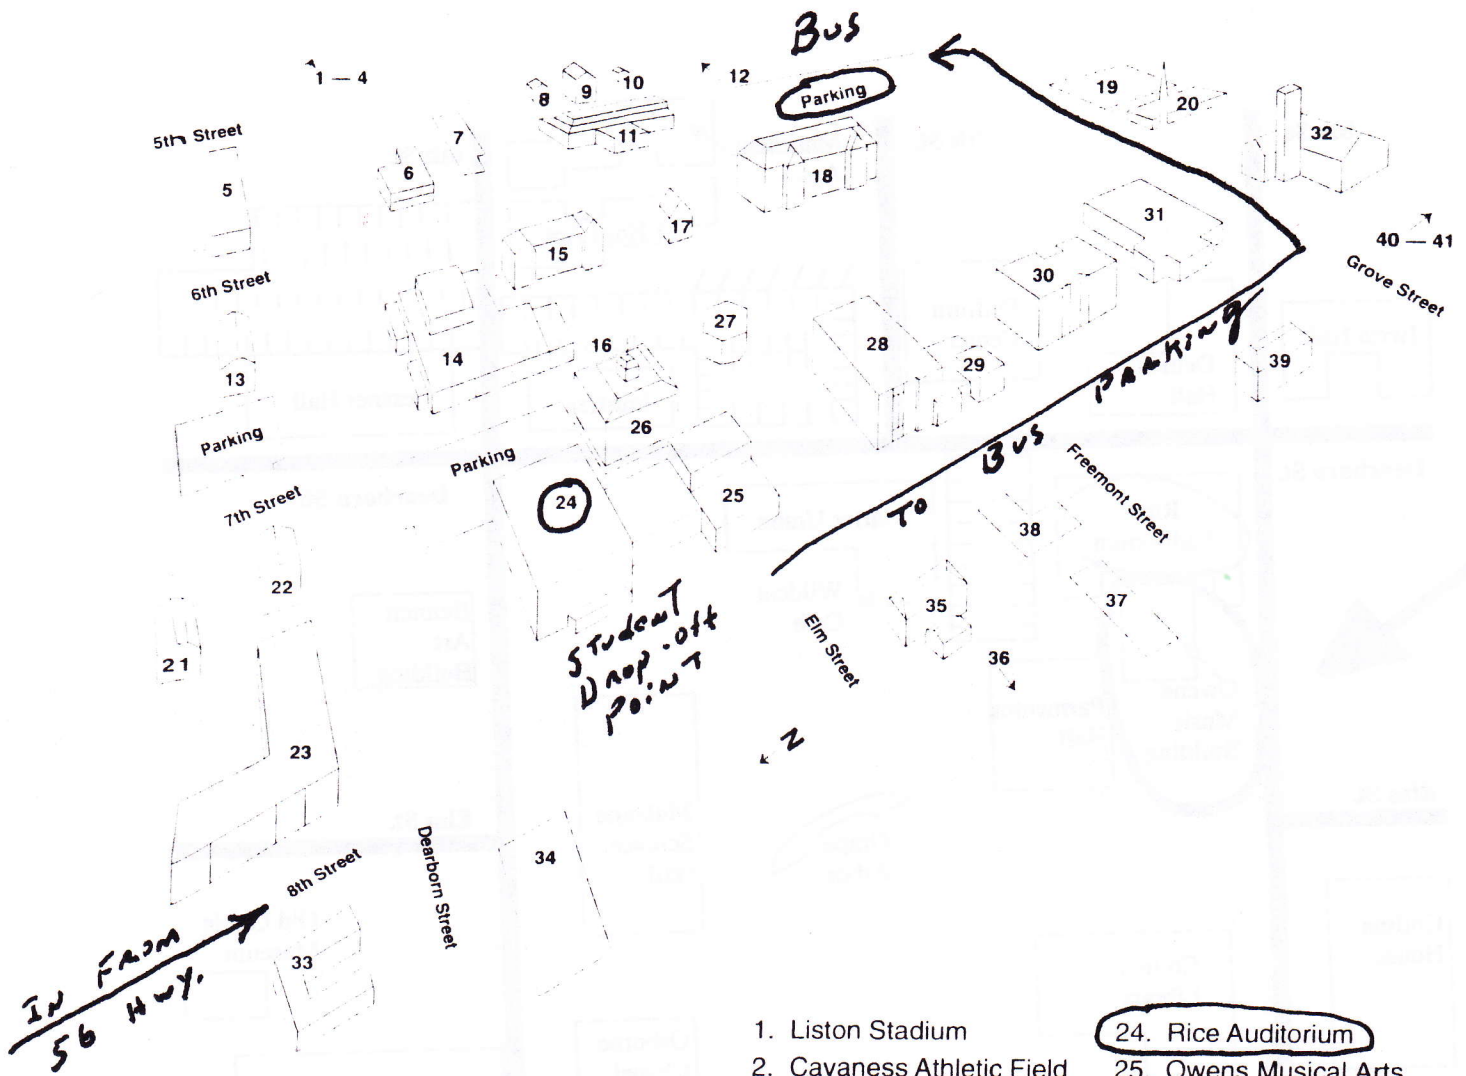 Bus
1 — 4
12
Parking
8
9
10
11
19
20
32
5th Street
7
6
5
18
17
31
40 — 41
Grove Street
15
30
6th Street
27
16
28
14
29
13
39
Parking
26
Parking
PARKING
BUS
TO
Freemont Street
7th Street
24
25
38
22
35
37
STudenT
Drop-off
PoinT
Elm Street
36
21
N
23
34
8th Street
Dearborn Street
IN FROM
56 Hwy.
33
1. Liston Stadium
2. Cavaness Athletic Field
24. Rice Auditorium
25. Owens Musical Arts